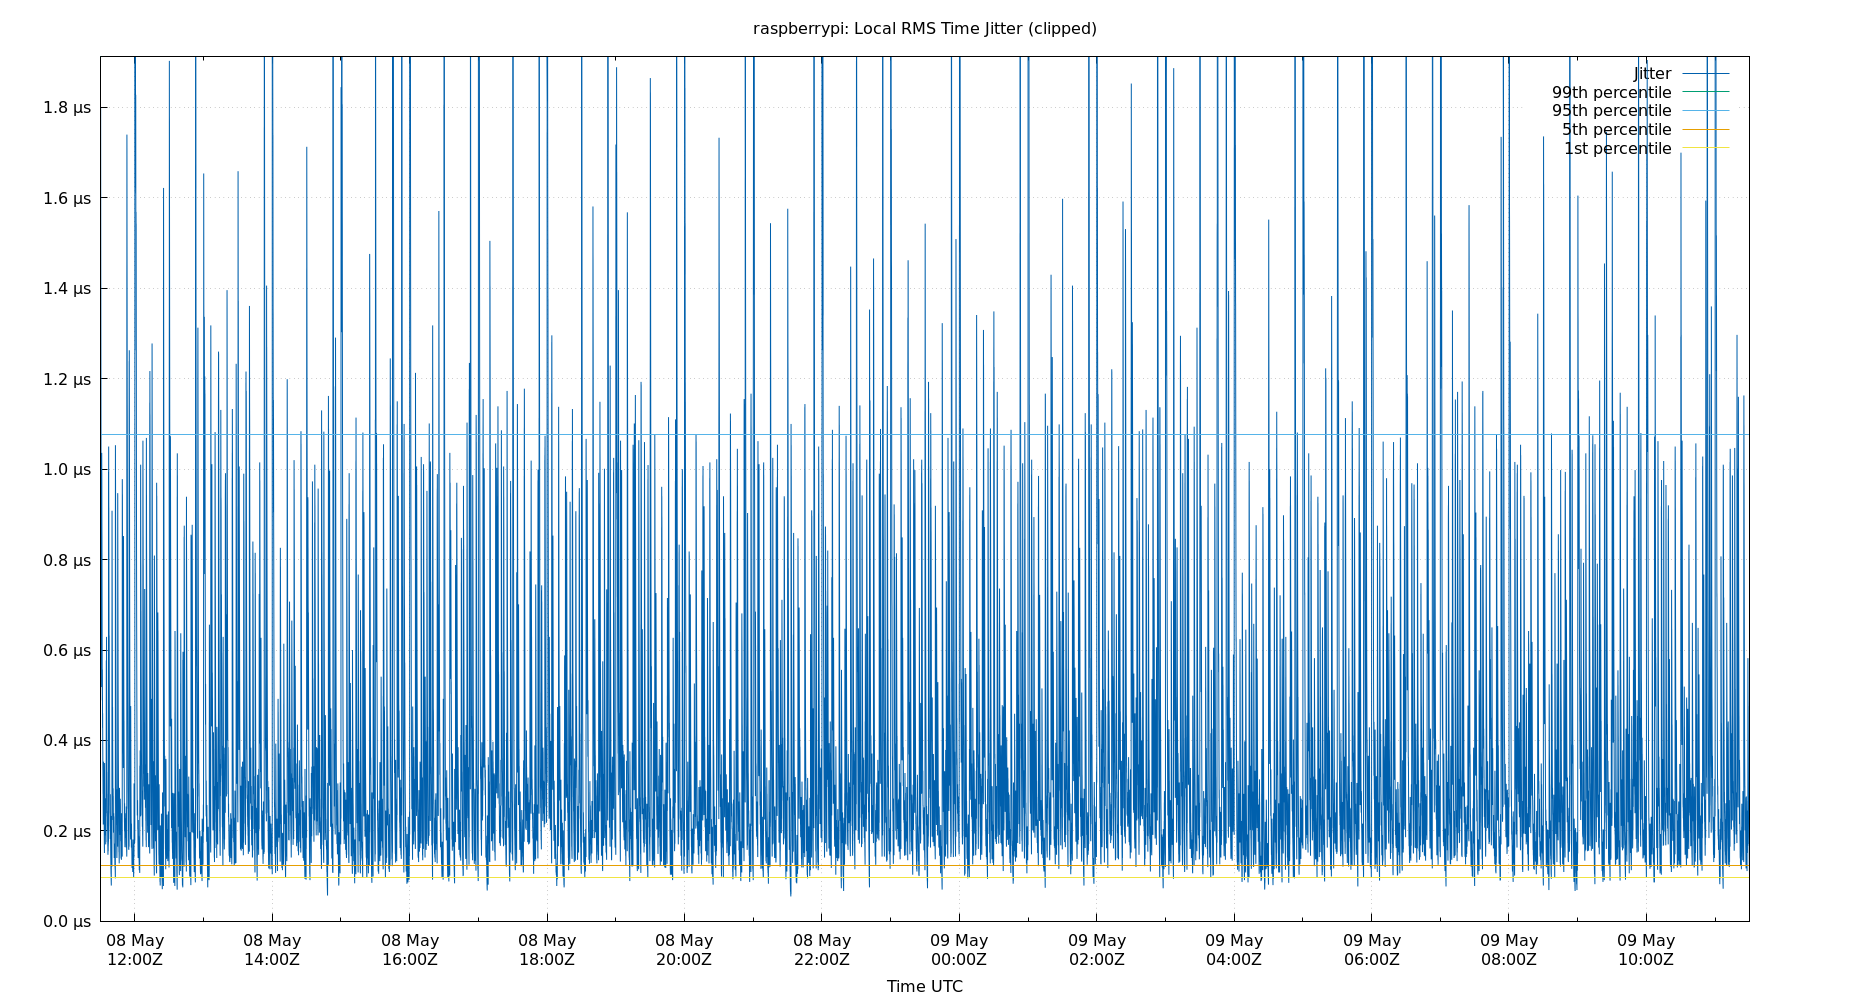 raspberrypi: Local RMS Time Jitter (clipped)
Jitter
99th percentile
95th percentile
5th percentile
1st percentile
1.8 µs
1.6 µs
1.4 µs
1.2 µs
1.0 µs
0.8 µs
0.6 µs
0.4 µs
0.2 µs
0.0 µs
08 May 08 May 08 May 08 May 08 May 08 May 09 May 09 May 09 May 09 May 09 May 09 May
12:00Z 14:00Z 16:00Z 18:00Z 20:00Z 22:00Z 00:00Z 02:00Z 04:00Z 06:00Z 08:00Z 10:00Z
Time UTC